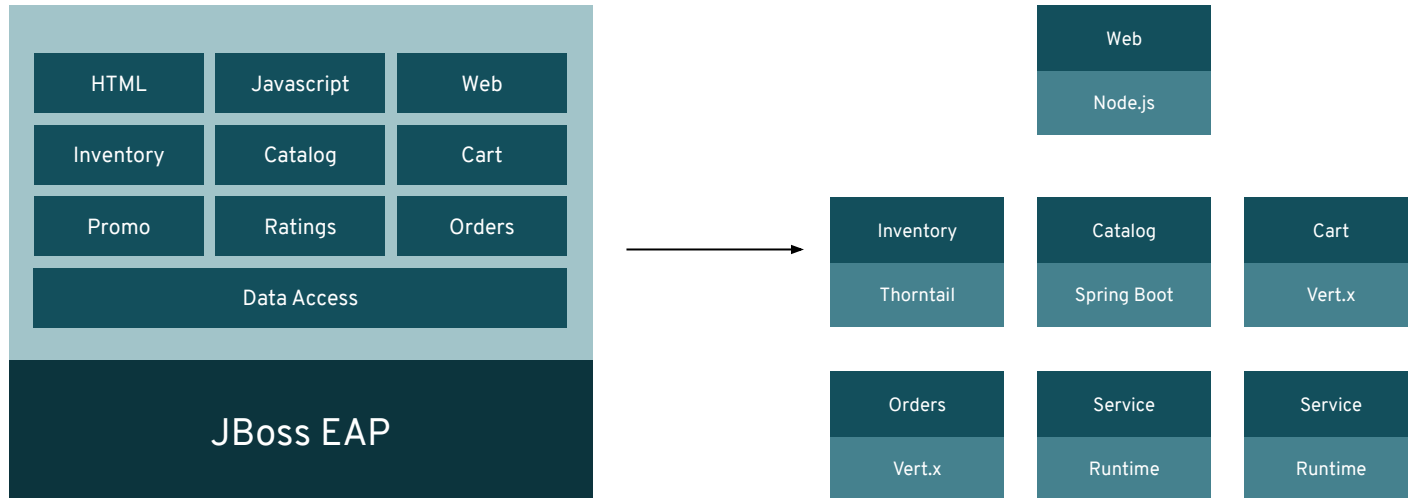 HTML
Javascript
Web
Inventory
Catalog
Cart
Promo
Ratings
Orders
Data Access
JBoss EAP
Web
Node.js
Inventory
Thorntail
Catalog
Spring Boot
Cart
Vert.x
Orders
Vert.x
Service
Runtime
Service
Runtime